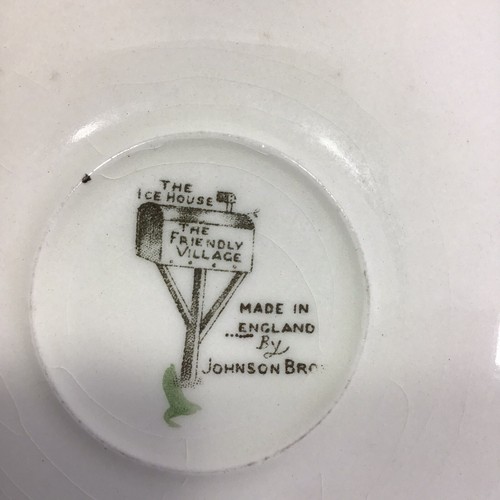 THE
ICE HOUSE
THE
FRIENDLY
VILLAGE
MADE IN
ENGLAND
By
JOHNSON BRO